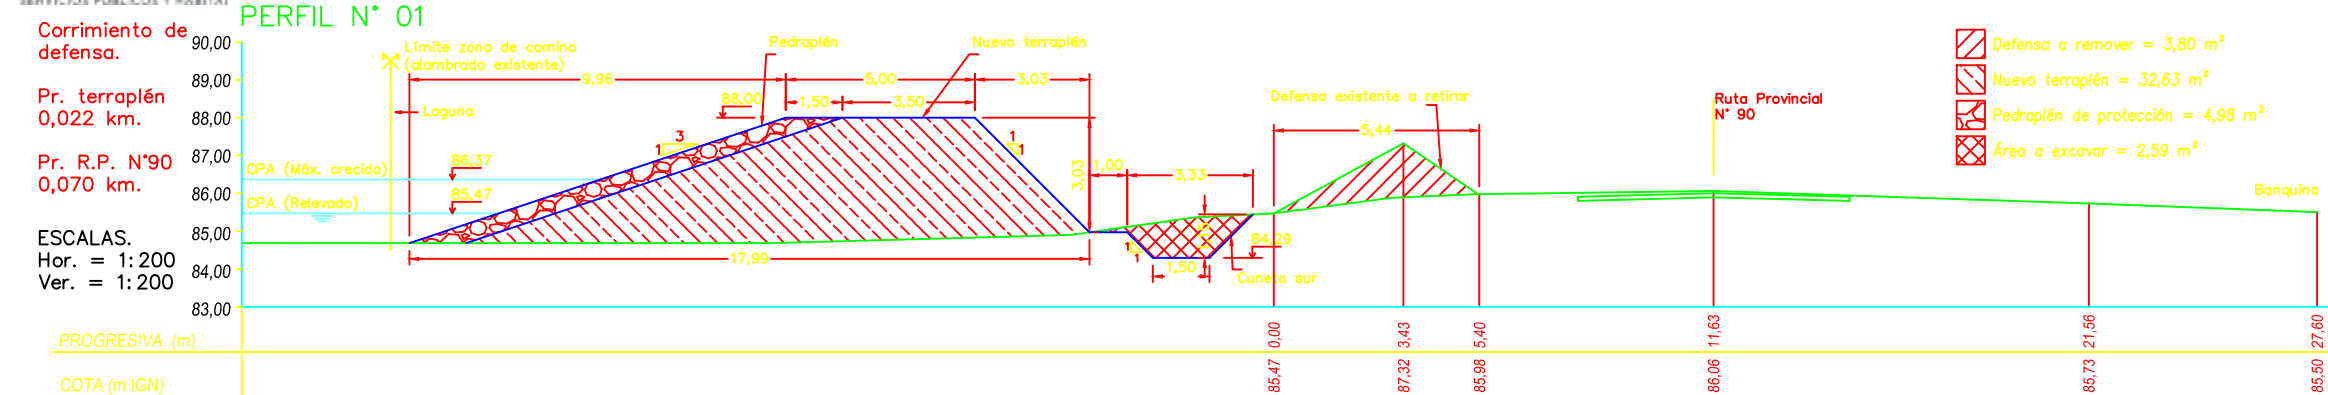 PERFIL N° 01
Corrimiento de
defensa.
Pr. terraplén
0,022 km.
Pr. R.P. N°90
0,070 km.
ESCALAS.
Hor. = 1:200
Ver. = 1:200
90,00
89,00
88,00
87,00
86,00
85,00
84,00
83,00
Límite zona de camino
(alambrado existente)
Laguna
CPA (Máx. crecida)
86,37
CPA (Relevado)
85,47
Pedraplén
Nuevo terraplén
9,96
5,00
3,03
88,00
1,50
3,50
3
1
1
1
3,03
1,00
3,33
17,99
1
1
1,50
84,29
Cuneta sur
Defensa existente a retirar
5,44
Ruta Provincial
N° 90
Banquina
Defensa a remover = 3,80 m²
Nuevo terraplén = 32,63 m²
Pedraplén de protección = 4,98 m²
Área a excavar = 2,59 m²
PROGRESIVA (m)
0,00
3,43
5,40
11,63
21,56
27,60
COTA (m IGN)
85,47
87,32
85,98
86,06
85,73
85,50